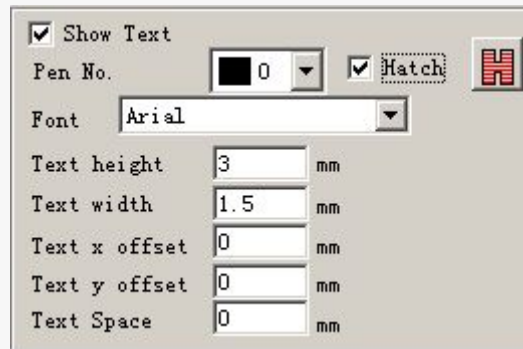 Show Text
Pen No. 0 Hatch H
Font Arial
Text height 3 mm
Text width 1.5 mm
Text x offset 0 mm
Text y offset 0 mm
Text Space 0 mm